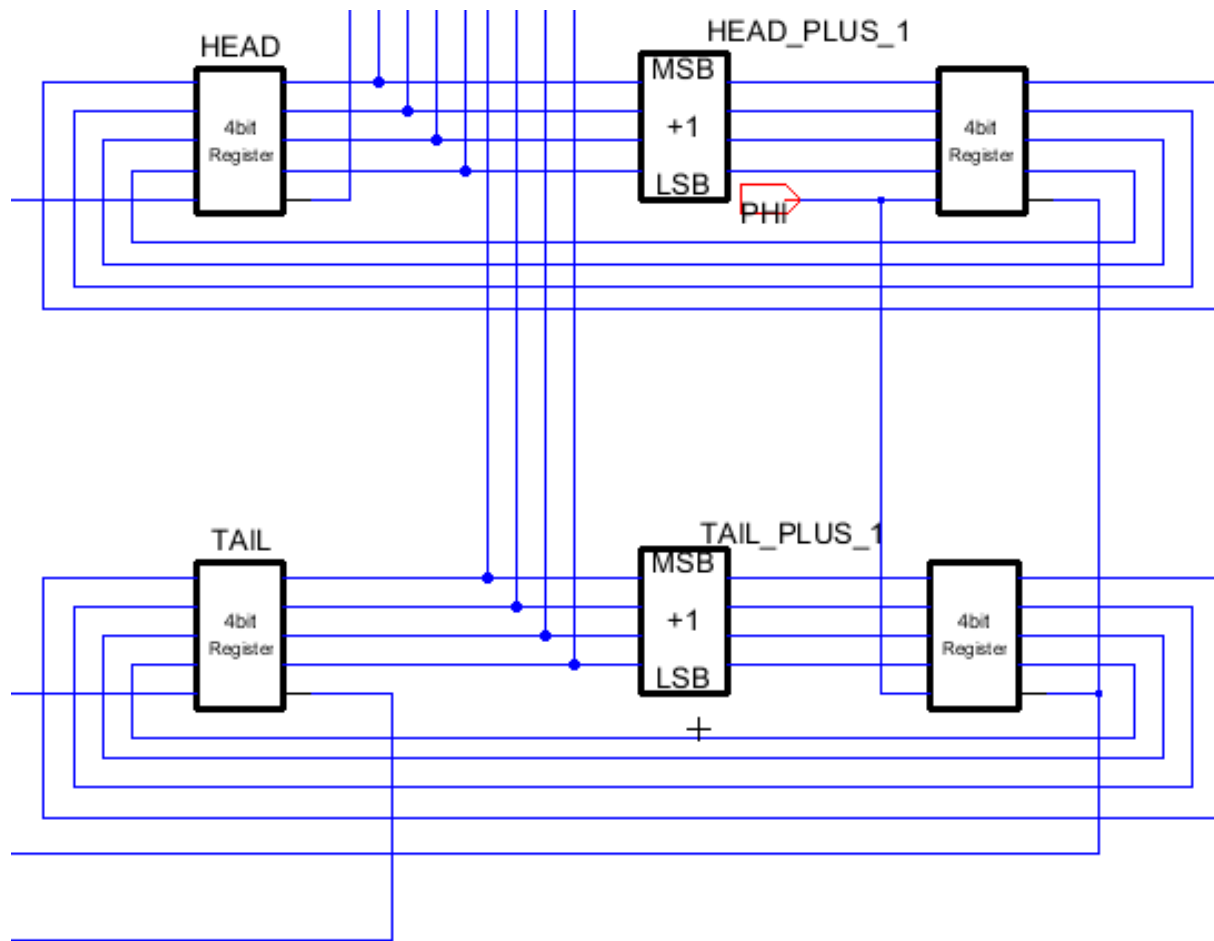 HEAD
HEAD_PLUS_1
4bit
Register
MSB
+1
LSB
4bit
Register
PHI
TAIL
TAIL_PLUS_1
4bit
Register
MSB
+1
LSB
4bit
Register